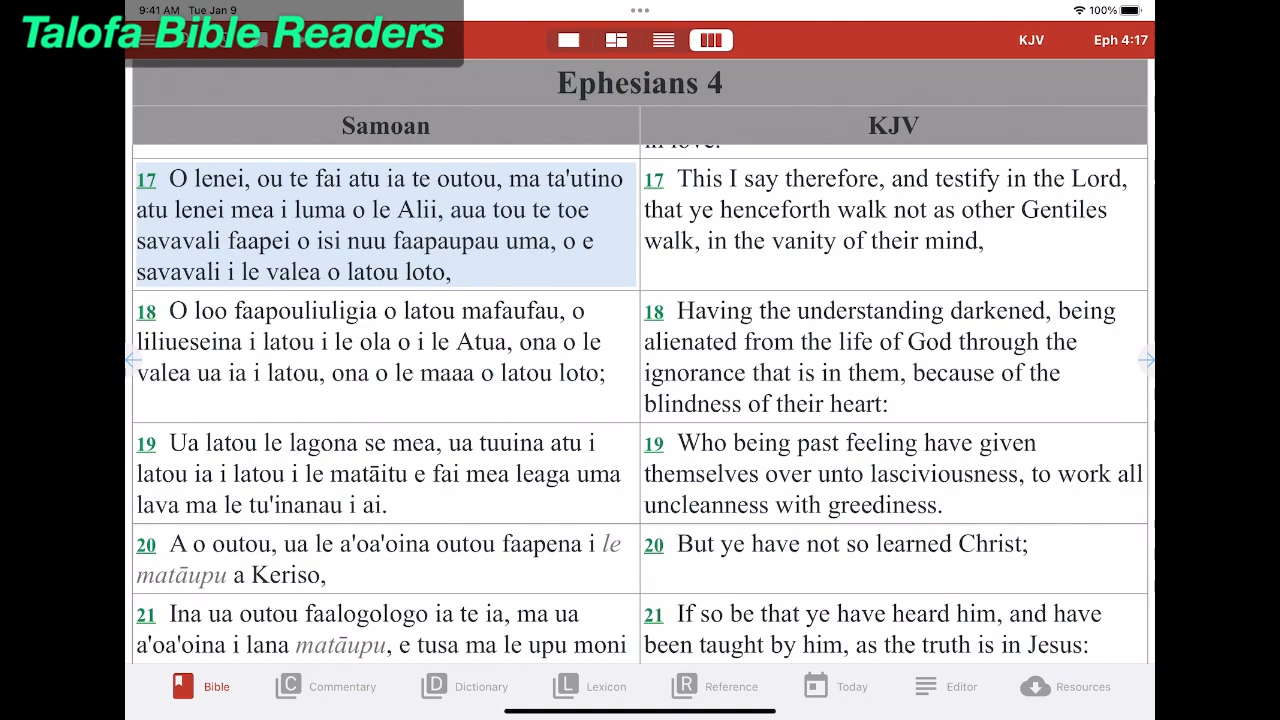 9:41 AM Tue Jan 9
100%
Talofa Bible Readers
KJV Eph 4:17
Ephesians 4
Samoan
KJV
17 O lenei, ou te fai atu ia te outou, ma ta'utino
atu lenei mea i luma o le Alii, aua tou te toe
savavali faapei o isi nuu faapaupau uma, o e
savavali i le valea o latou loto,
17 This I say therefore, and testify in the Lord,
that ye henceforth walk not as other Gentiles
walk, in the vanity of their mind,
18 O loo faapouliuligia o latou mafaufau, o
liliueseina i latou i le ola o i le Atua, ona o le
valea ua ia i latou, ona o le maaa o latou loto;
18 Having the understanding darkened, being
alienated from the life of God through the
ignorance that is in them, because of the
blindness of their heart:
19 Ua latou le lagona se mea, ua tuuina atu i
latou ia i latou i le matāitu e fai mea leaga uma
lava ma le tu'inanau i ai.
19 Who being past feeling have given
themselves over unto lasciviousness, to work all
uncleanness with greediness.
20 A o outou, ua le a'oa'oina outou faapena i le
matāupu a Keriso,
20 But ye have not so learned Christ;
21 Ina ua outou faalogologo ia te ia, ma ua
a'oa'oina i lana matāupu, e tusa ma le upu moni
21 If so be that ye have heard him, and have
been taught by him, as the truth is in Jesus:
Bible
C Commentary
D Dictionary
L Lexicon
R Reference
Today
Editor
Resources